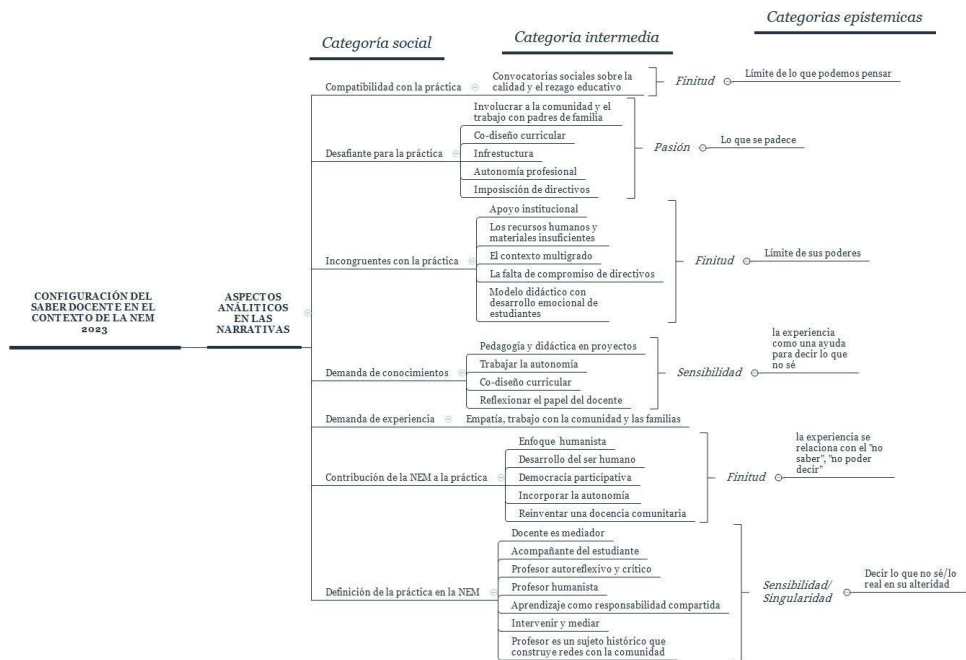 Categorias epistemicas
Categoría social
Categoria intermedia
Compatibilidad con la práctica
Convocatorias sociales sobre la
calidad y el rezago educativo
Finitud
Límite de lo que podemos pensar
Desafiante para la práctica
Involucrar a la comunidad y el
trabajo con padres de familia
Co-diseño curricular
Infrestuctura
Autonomía profesional
Imposisción de directivos
Pasión
Lo que se padece
Incongruentes con la práctica
Apoyo institucional
Los recursos humanos y
materiales insuficientes
El contexto multigrado
La falta de compromiso de directivos
Modelo didáctico con
desarrollo emocional de
estudiantes
Finitud
Límite de sus poderes
CONFIGURACIÓN DEL
SABER DOCENTE EN EL
CONTEXTO DE LA NEM
2023
ASPECTOS
ANÁLITICOS
EN LAS
NARRATIVAS
Demanda de conocimientos
Pedagogía y didáctica en proyectos
Trabajar la autonomía
Co-diseño curricular
Reflexionar el papel del docente
Sensibilidad
la experiencia
como una ayuda
para decir lo que
no sé
Demanda de experiencia
Empatía, trabajo con la comunidad y las familias
Contribución de la NEM a la práctica
Enfoque humanista
Desarrollo del ser humano
Democracia participativa
Incorporar la autonomía
Reinventar una docencia comunitaria
Finitud
la experiencia se
relaciona con el "no
saber", "no poder
decir"
Definición de la práctica en la NEM
Docente es mediador
Acompañante del estudiante
Profesor autoreflexivo y crítico
Profesor humanista
Aprendizaje como responsabilidad compartida
Intervenir y mediar
Profesor es un sujeto histórico que
construye redes con la comunidad
Sensibilidad/
Singularidad
Decir lo que no sé/lo
real en su alteridad